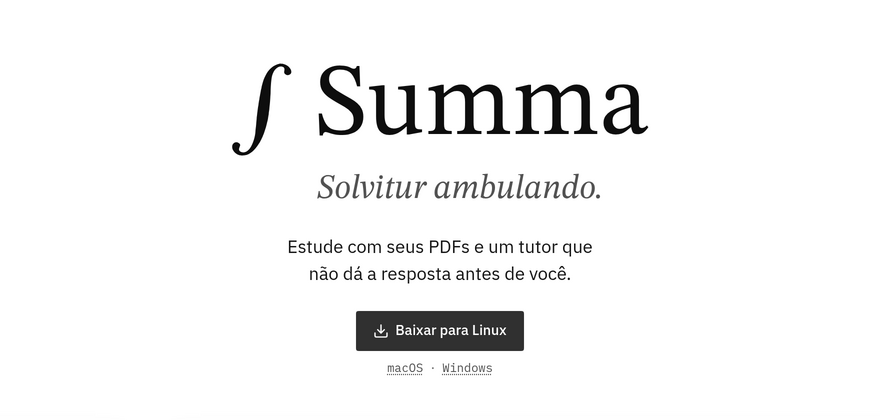 ∫ Summa
Solvitur ambulando.
Estude com seus PDFs e um tutor que
não dá a resposta antes de você.
Baixar para Linux
macOS · Windows